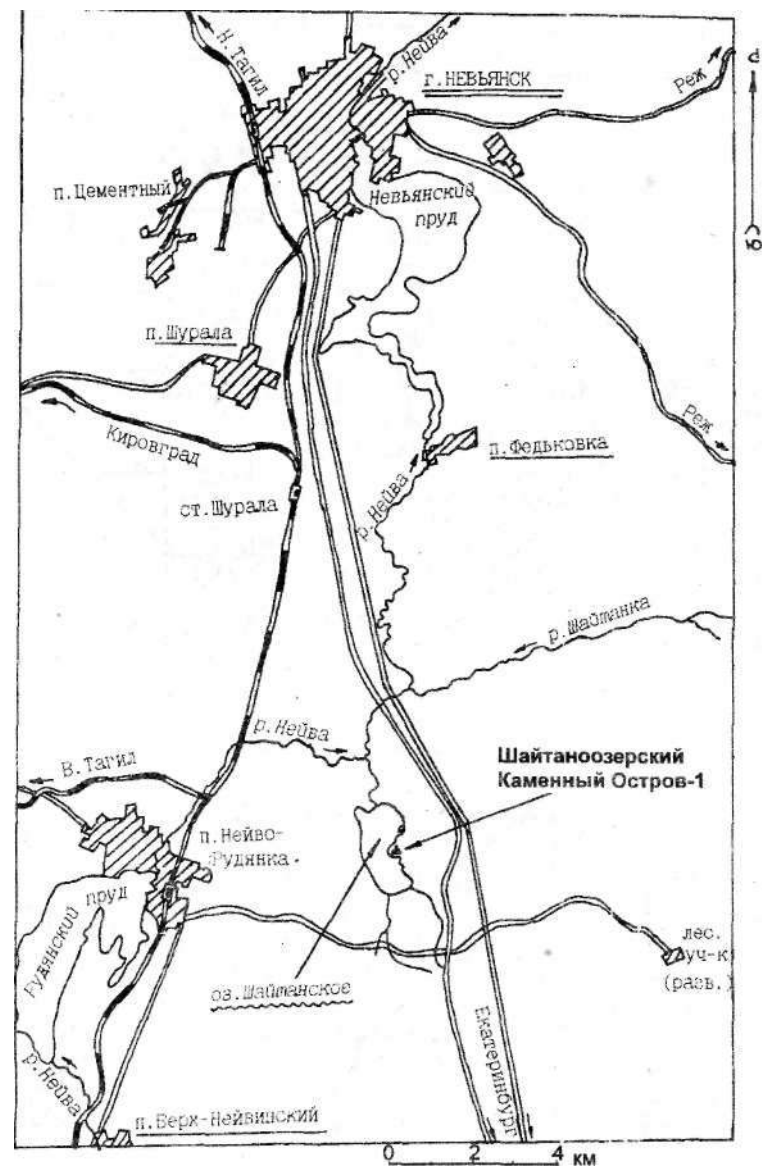 Н. Тагил
р. Нейва
г. НЕВЬЯНСК
Реж
С
Ю
п. Цементный
Невьянский
пруд
п. Шурала
Кировград
Реж
п. Федьковка
ст. Шурала
р. Нейва
р. Шайтанка
р. Нейва
В. Тагил
Шайтаноозерский
Каменный Остров-1
п. Нейво-
Рудянка.
Рудянский пруд
лес.
уч-к
(разв.)
оз. Шайтанское
Екатеринбург
р. Нейва
п. Верх-Нейвинский
0 2 4 км